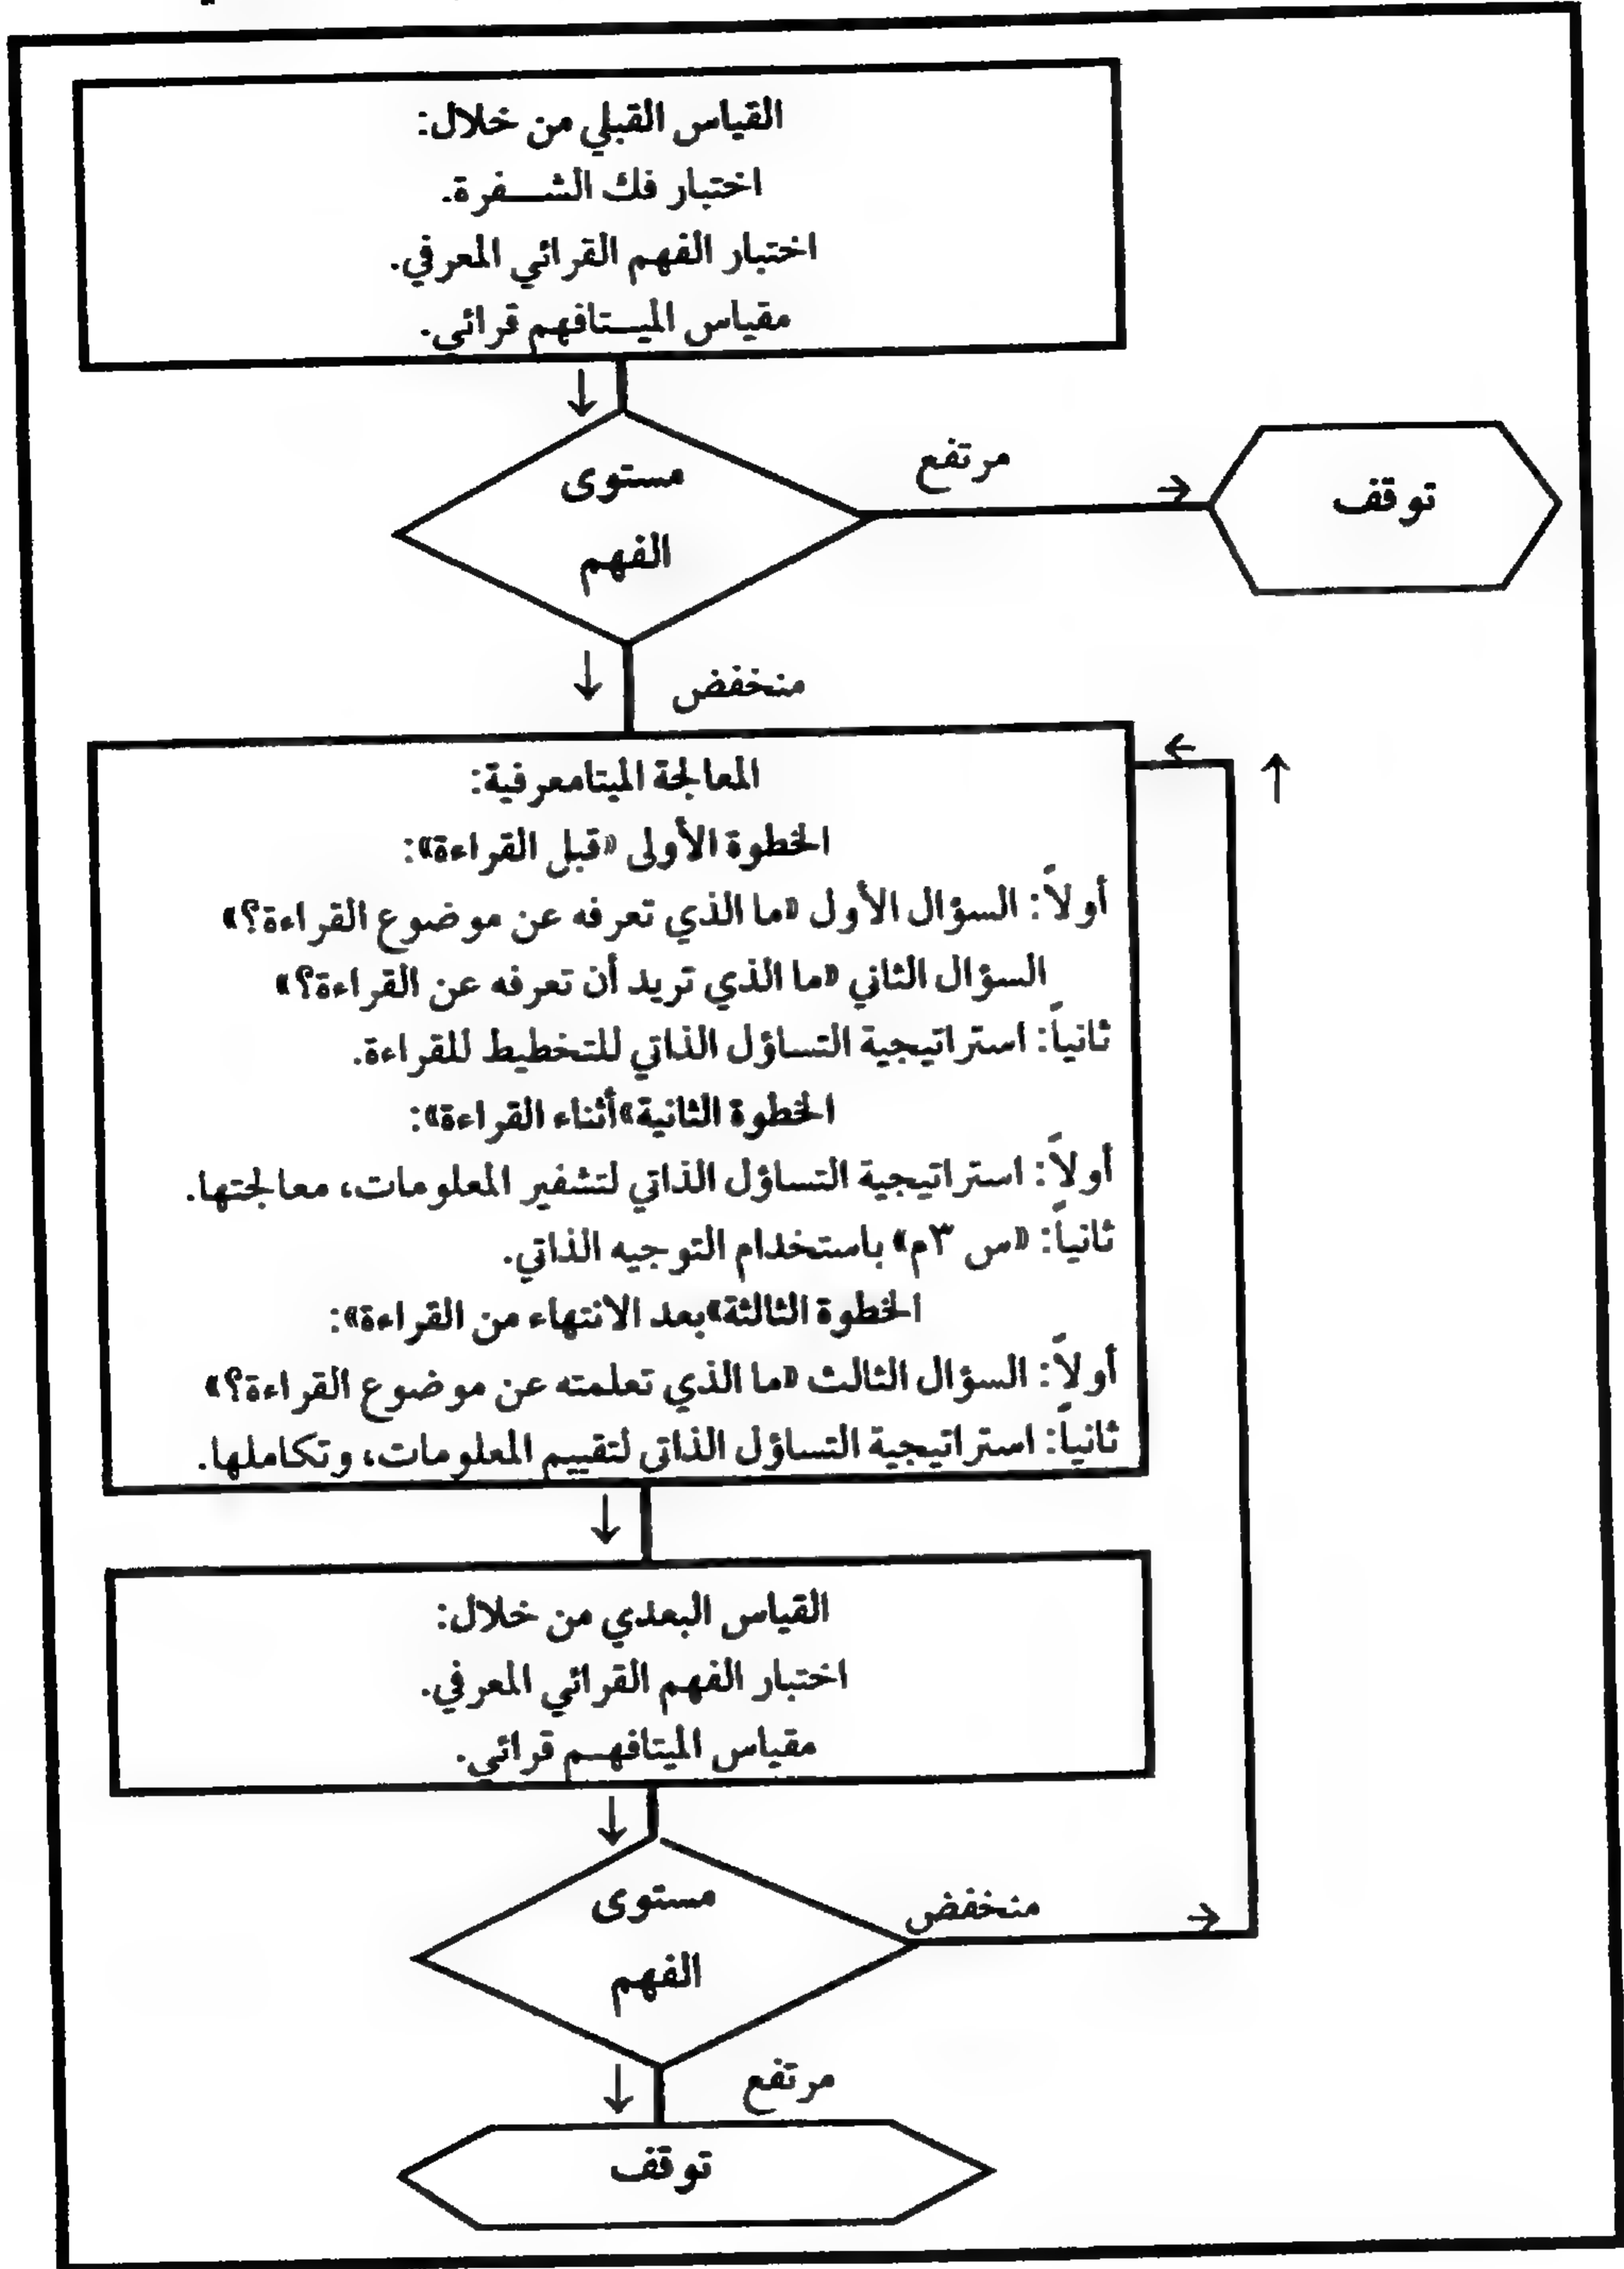 القياس القبلي من خلال:
اختبار فك الشفرة.
اختبار الفهم القرائي المعرفي.
مقياس الميتافهم قرائي.
مستوى
الفهم
مرتفع
توقف
منخفض
المعالجة الميتامعرفية:
الخطوة الأولى «قبل القراءة»:
أولاً: السؤال الأول «ما الذي تعرفه عن موضوع القراءة؟»
السؤال الثاني «ما الذي تريد أن تعرفه عن القراءة؟»
ثانياً: استراتيجية التساؤل الذاتي للتخطيط للقراءة.
الخطوة الثانية«أثناء القراءة»:
أولاً: استراتيجية التساؤل الذاتي لتشفير المعلومات، معالجتها.
ثانياً: «س ٣م» باستخدام التوجيه الذاتي.
الخطوة الثالثة«بعد الانتهاء من القراءة»:
أولاً: السؤال الثالث «ما الذي تعلمته عن موضوع القراءة؟»
ثانياً: استراتيجية التساؤل الذاتي لتقييم المعلومات، وتكاملها.
القياس البعدي من خلال:
اختبار الفهم القرائي المعرفي.
مقياس الميتافهم قرائي.
مستوى
الفهم
منخفض
مرتفع
توقف